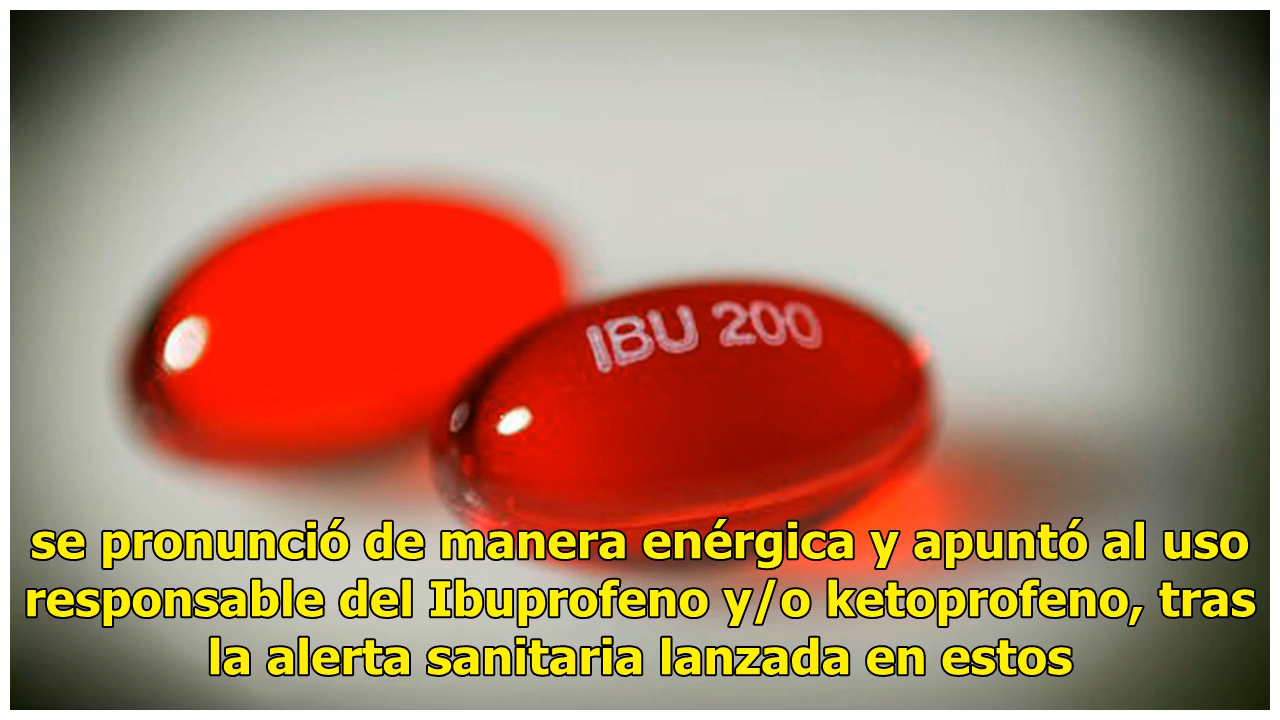 IBU 200
se pronunció de manera enérgica y apuntó al uso
responsable del Ibuprofeno y/o ketoprofeno, tras
la alerta sanitaria lanzada en estos